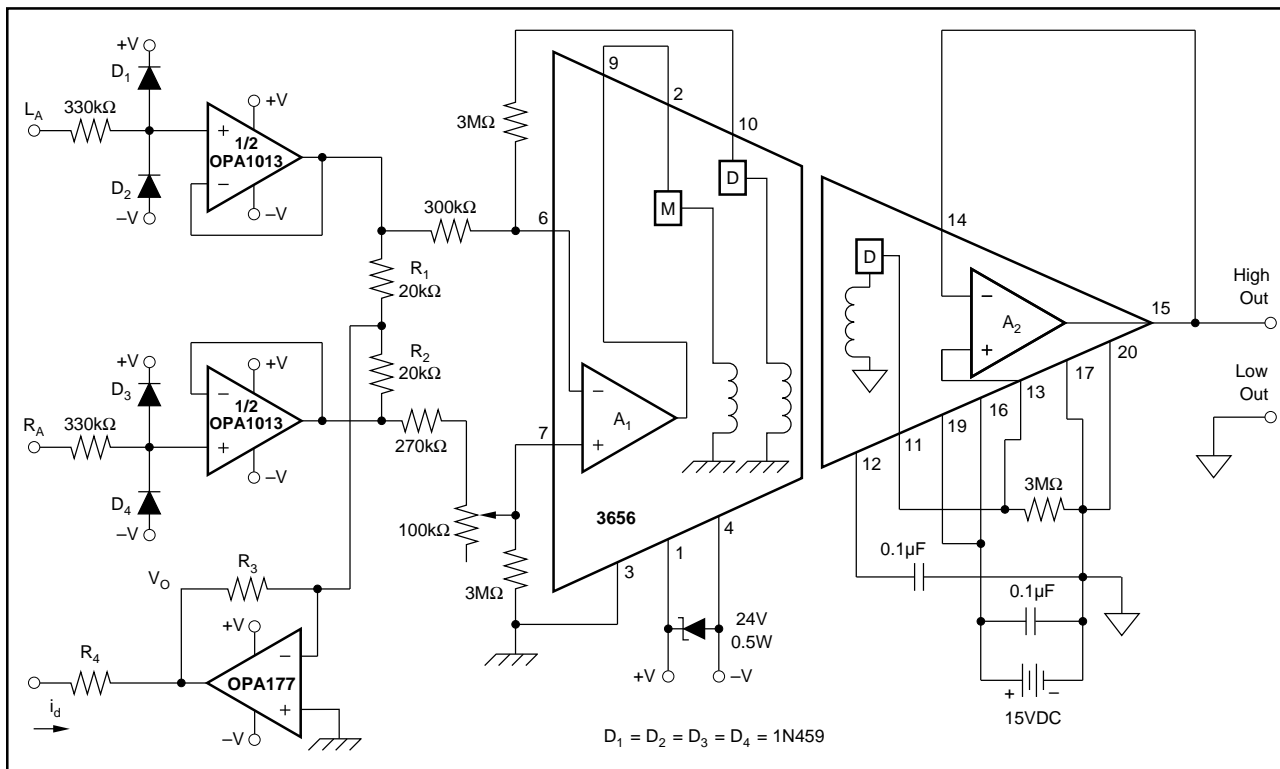 +V
D1
LA
330kΩ
D2
–V
+V
+
1/2
OPA1013
–
–V
3MΩ
300kΩ
9
2
10
D
M
6
R1
20kΩ
R2
20kΩ
+V
D3
RA
330kΩ
D4
–V
+V
–
1/2
OPA1013
+
–V
270kΩ
100kΩ
7
–
A1
+
3656
3MΩ
3
1
4
24V
0.5W
+V
–V
VO
R3
R4
id
+V
–
OPA177
+
–V
D1 = D2 = D3 = D4 = 1N459
D
14
–
A2
+
15
20
17
13
16
19
11
12
3MΩ
0.1µF
0.1µF
+
–
15VDC
High
Out
Low
Out